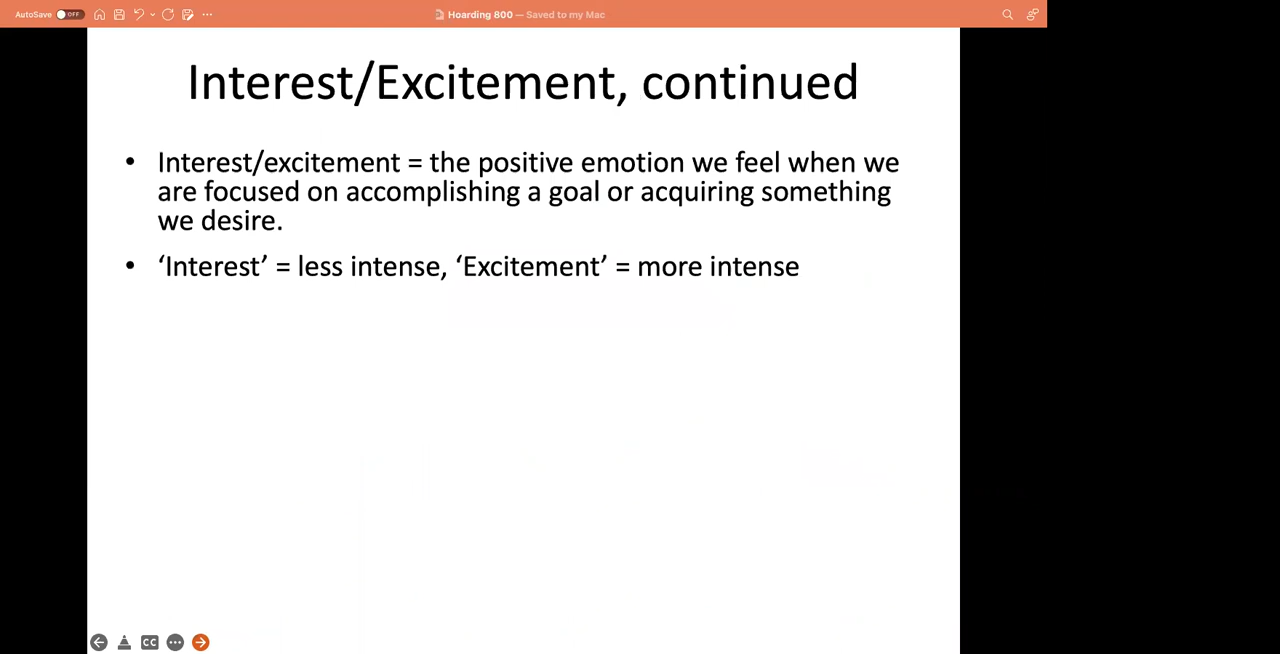 AutoSave OFF
Hoarding 800 — Saved to my Mac
Interest/Excitement, continued
• Interest/excitement = the positive emotion we feel when we
are focused on accomplishing a goal or acquiring something
we desire.
• ‘Interest’ = less intense, ‘Excitement’ = more intense
CC